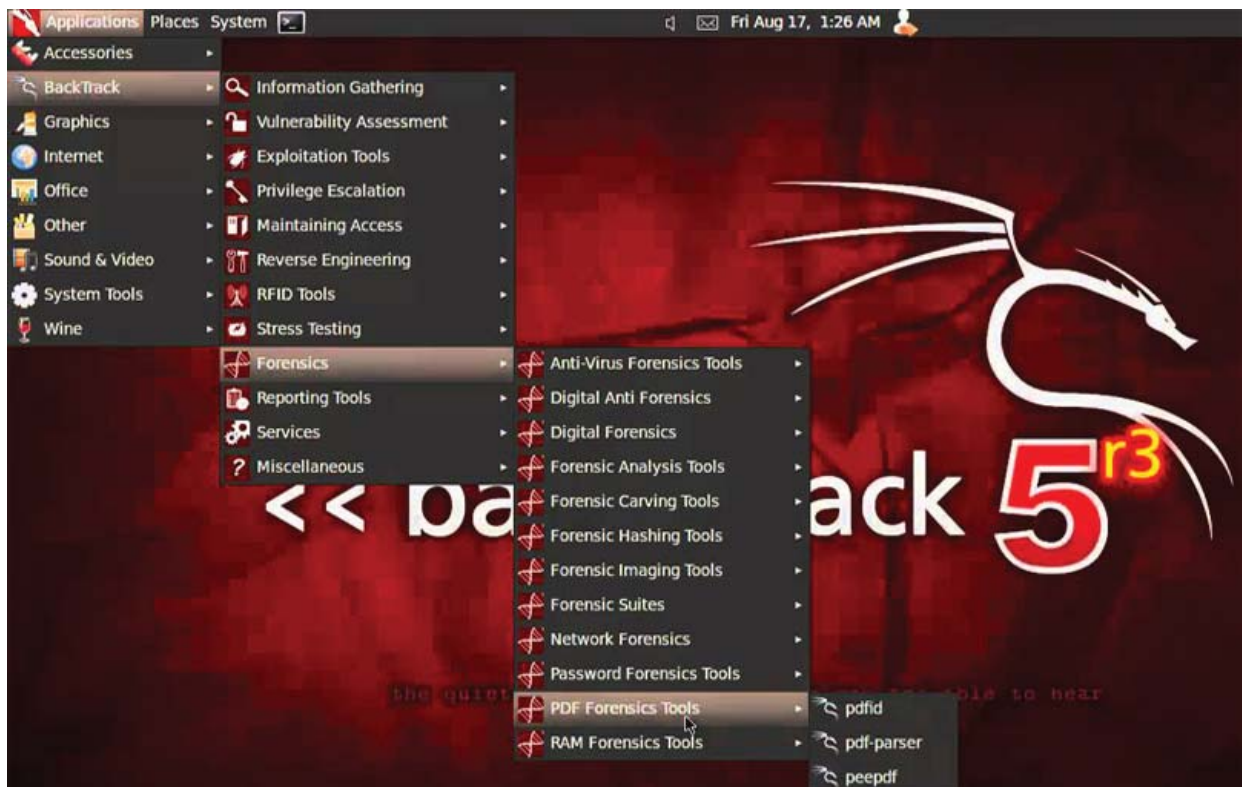 Applications Places System Fri Aug 17, 1:26 AM
Accessories
BackTrack
Graphics
Internet
Office
Other
Sound & Video
System Tools
Wine
Information Gathering
Vulnerability Assessment
Exploitation Tools
Privilege Escalation
Maintaining Access
Reverse Engineering
RFID Tools
Stress Testing
Forensics
Reporting Tools
Services
Miscellaneous
Anti-Virus Forensics Tools
Digital Anti Forensics
Digital Forensics
Forensic Analysis Tools
Forensic Carving Tools
Forensic Hashing Tools
Forensic Imaging Tools
Forensic Suites
Network Forensics
Password Forensics Tools
PDF Forensics Tools
RAM Forensics Tools
pdfid
pdf-parser
peepdf
<< ba ack 5 r3
the quiet to hear